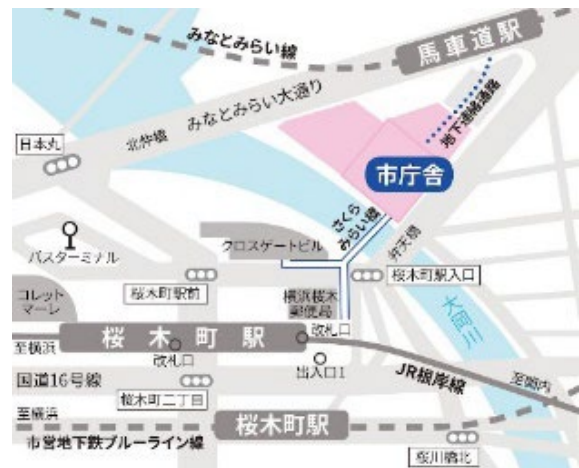 みなとみらい線
馬車道駅
みなとみらい大通り
北仲橋
日本丸
地下連絡通路
市庁舎
さくら
みらい橋
弁天橋
クロスゲートビル
バスターミナル
桜木町駅前
桜木町駅入口
コレット
マーレ
横浜桜木
郵便局
大岡川
至横浜
桜木町駅
改札口
改札口
出入口1
国道16号線
桜木町二丁目
JR根岸線
至関内
至横浜
市営地下鉄ブルーライン線
桜木町駅
桜川橋北